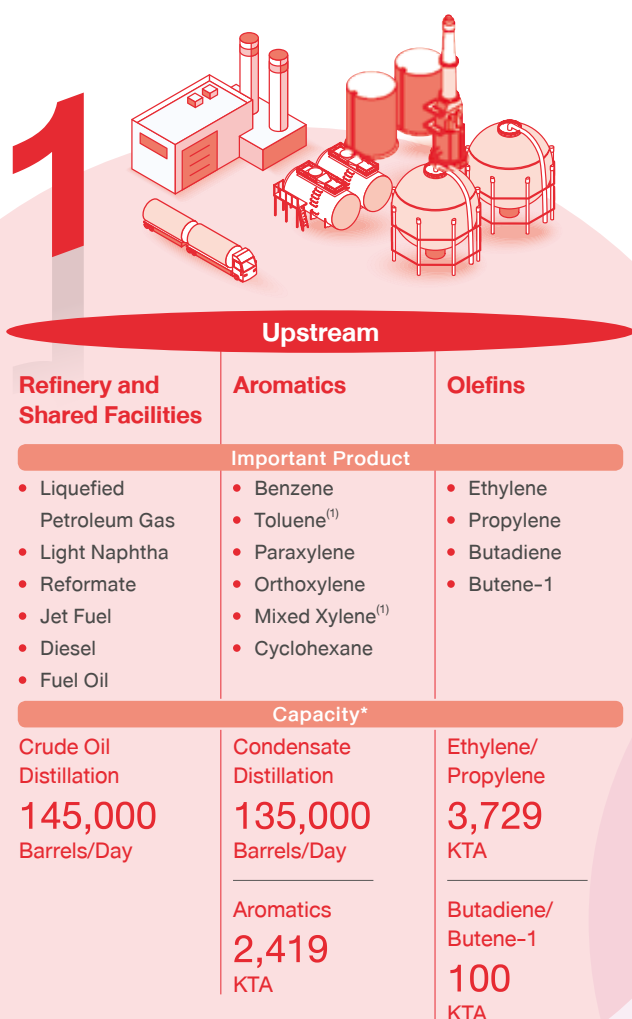 1
Upstream
Refinery and
Shared Facilities
Aromatics
Olefins
Important Product
• Liquefied
Petroleum Gas
• Light Naphtha
• Reformate
• Jet Fuel
• Diesel
• Fuel Oil
• Benzene
• Toluene(1)
• Paraxylene
• Orthoxylene
• Mixed Xylene(1)
• Cyclohexane
• Ethylene
• Propylene
• Butadiene
• Butene-1
Capacity*
Crude Oil
Distillation
145,000
Barrels/Day
Condensate
Distillation
135,000
Barrels/Day
Aromatics
2,419
KTA
Ethylene/
Propylene
3,729
KTA
Butadiene/
Butene-1
100
KTA